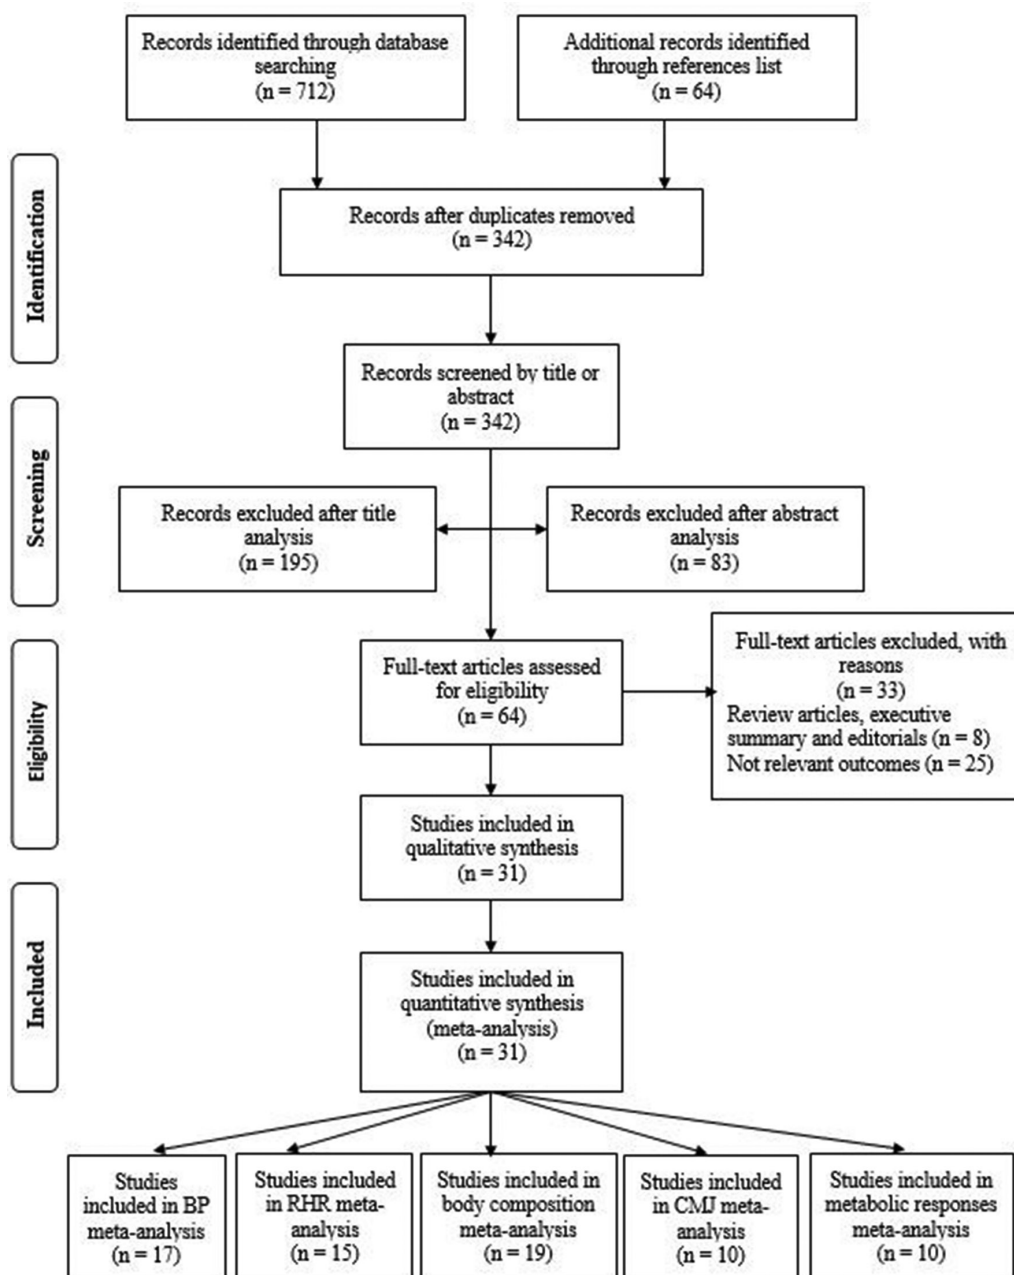 Records identified through database
searching
(n = 712)
Additional records identified
through references list
(n = 64)
Identification
Records after duplicates removed
(n = 342)
Records screened by title or
abstract
(n = 342)
Screening
Records excluded after title
analysis
(n = 195)
Records excluded after abstract
analysis
(n = 83)
Eligibility
Full-text articles assessed
for eligibility
(n = 64)
Full-text articles excluded, with
reasons
(n = 33)
Review articles, executive
summary and editorials (n = 8)
Not relevant outcomes (n = 25)
Studies included in
qualitative synthesis
(n = 31)
Included
Studies included in
quantitative synthesis
(meta-analysis)
(n = 31)
Studies
included in BP
meta-analysis
(n = 17)
Studies included
in RHR meta-
analysis
(n = 15)
Studies included in
body composition
meta-analysis
(n = 19)
Studies included
in CMJ meta-
analysis
(n = 10)
Studies included in
metabolic responses
meta-analysis
(n = 10)